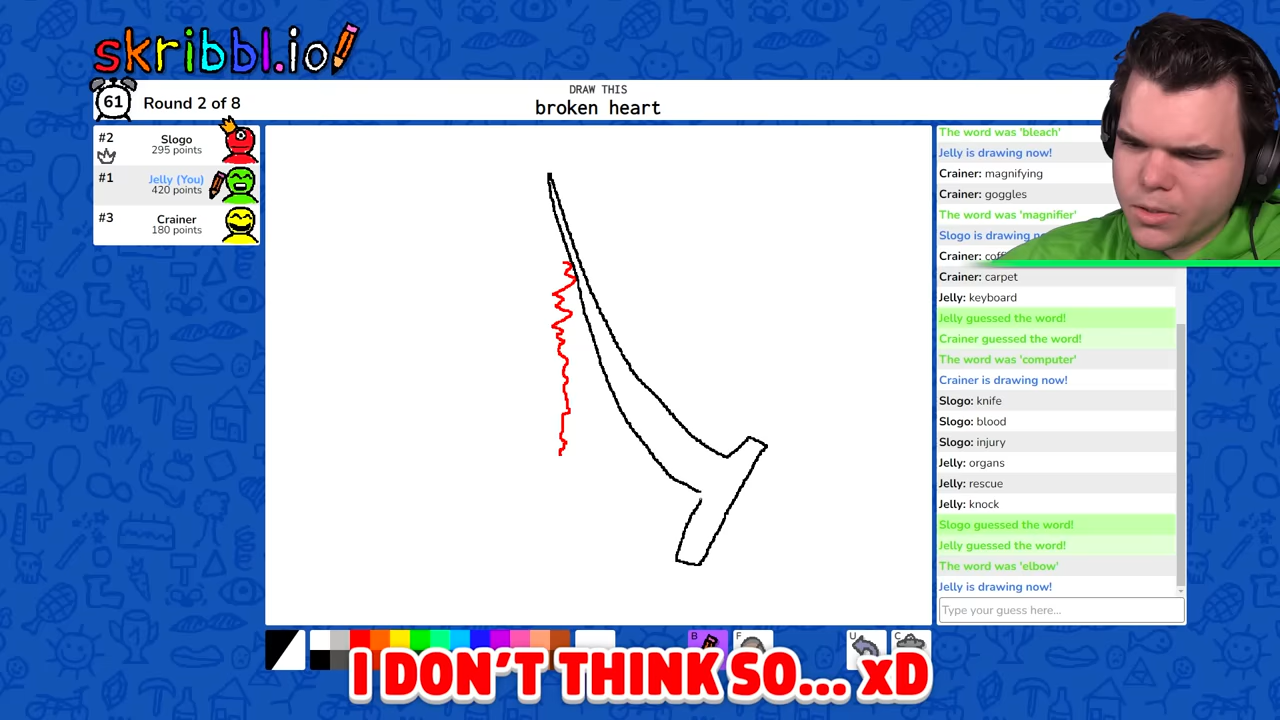 skribbl.io
61
Round 2 of 8
DRAW THIS
broken heart
#2
Slogo
295 points
#1
Jelly (You)
420 points
#3
Crainer
180 points
The word was 'bleach'
Jelly is drawing now!
Crainer: magnifying
Crainer: goggles
The word was 'magnifier'
Slogo is drawing
Crainer:
Crainer: carpet
Jelly: keyboard
Jelly guessed the word!
Crainer guessed the word!
The word was 'computer'
Crainer is drawing now!
Slogo: knife
Slogo: blood
Slogo: injury
Jelly: organs
Jelly: rescue
Jelly: knock
Slogo guessed the word!
Jelly guessed the word!
The word was 'elbow'
Jelly is drawing now!
Type your guess here...
B
F
U
C
I DON'T THINK SO... xD